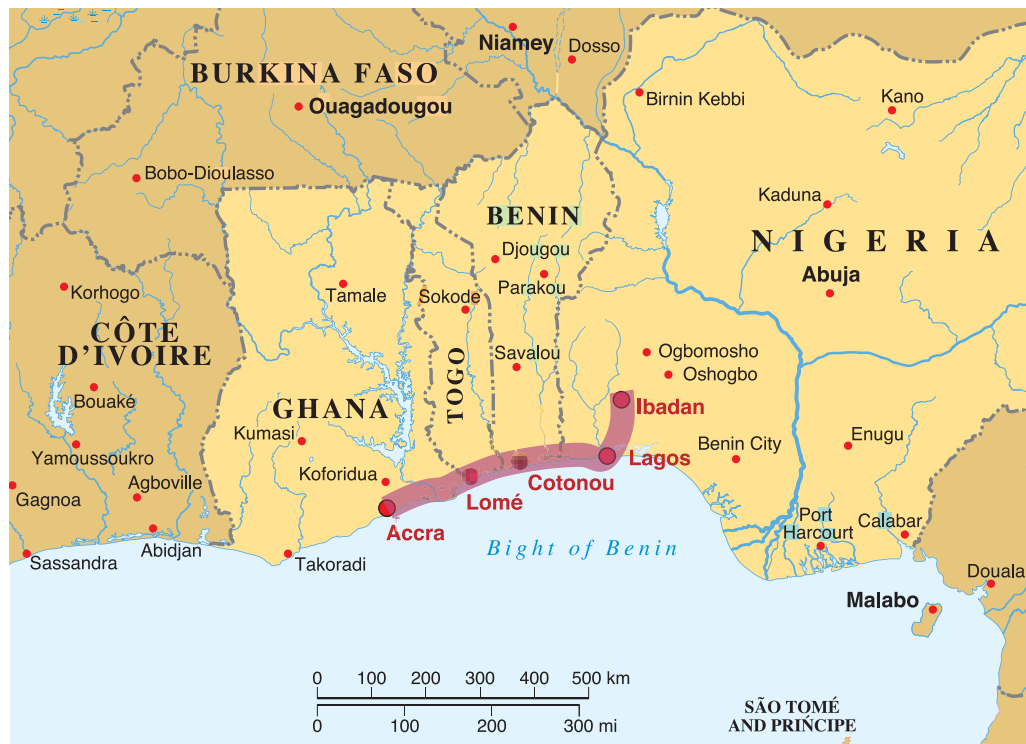 Niamey
Dosso
BURKINA FASO
Ouagadougou
Birnin Kebbi
Kano
Bobo-Dioulasso
Kaduna
BENIN
NIGERIA
Djougou
Abuja
Parakou
Korhogo
Tamale
Sokode
CÔTE
D'IVOIRE
Savalou
Ogbomosho
Oshogbo
TOGO
Bouaké
GHANA
Ibadan
Kumasi
Benin City
Enugu
Yamoussoukro
Lagos
Koforidua
Cotonou
Agboville
Gagnoa
Lomé
Accra
Port
Harcourt
Calabar
Bight of Benin
Abidjan
Sassandra
Takoradi
Douala
Malabo
0 100 200 300 400 500 km
0 100 200 300 mi
SÃO TOMÉ
AND PRIŃCIPE